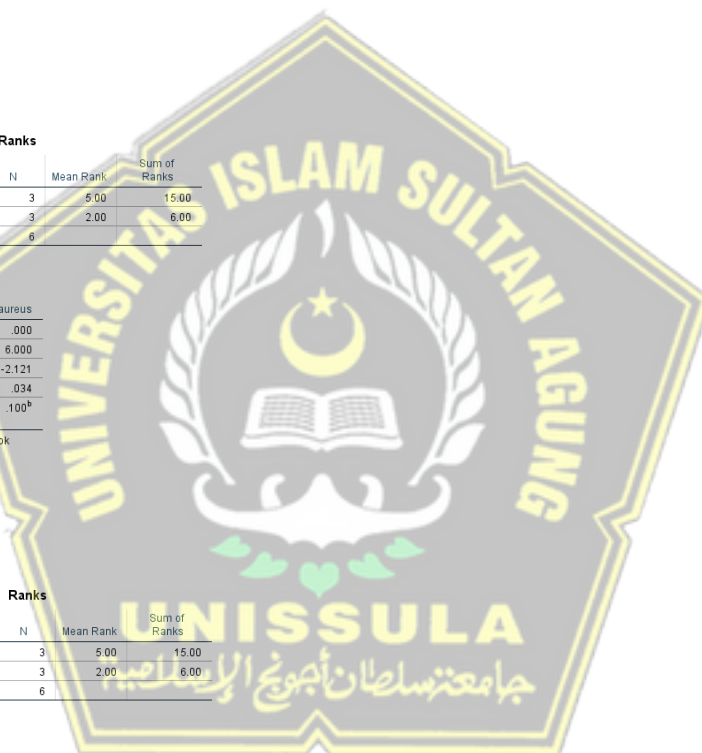 Ranks
N Mean Rank Sum of Ranks
3 5.00 15.00
3 2.00 6.00
6
aureus
.000
6.000
-2.121
.034
.100b
ok
UNIVERSITAS ISLAM SULTAN AGUNG
Ranks
N Mean Rank Sum of Ranks
3 5.00 15.00
3 2.00 6.00
6
UNISSULA
جامعة سلطان أجونج الإسلامية